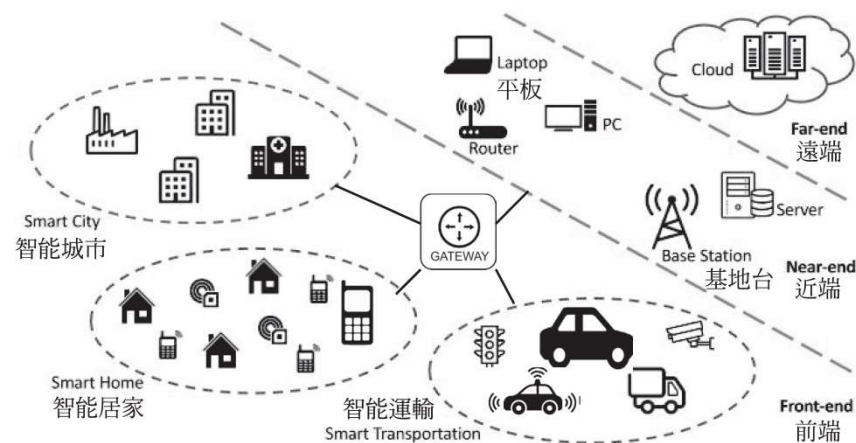 Laptop
平板
Router
PC
Cloud
Far-end
遠端
Smart City
智能城市
GATEWAY
Server
Base Station
基地台
Near-end
近端
Smart Home
智能居家
智能運輸
Smart Transportation
Front-end
前端